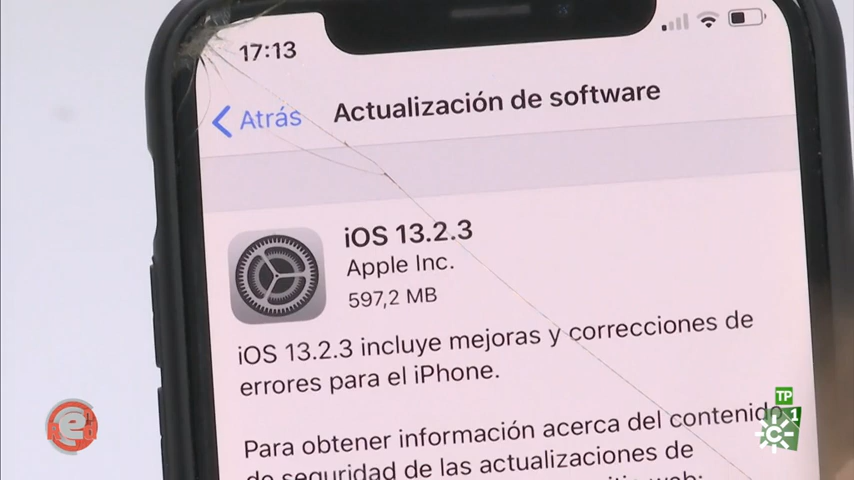 17:13
Atrás
Actualización de software
iOS 13.2.3
Apple Inc.
597,2 MB
iOS 13.2.3 incluye mejoras y correcciones de
errores para el iPhone.
Para obtener información acerca del contenido
de seguridad de las actualizaciones de
sitio web:
TP
1